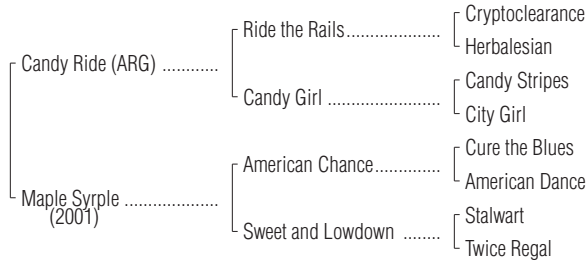 Cryptoclearance
Ride the Rails....................
Herbalesian
Candy Ride (ARG) ............
Candy Stripes
Candy Girl ........................
City Girl
Cure the Blues
American Chance..............
American Dance
Maple Syrple ....................
(2001)
Stalwart
Sweet and Lowdown ........
Twice Regal